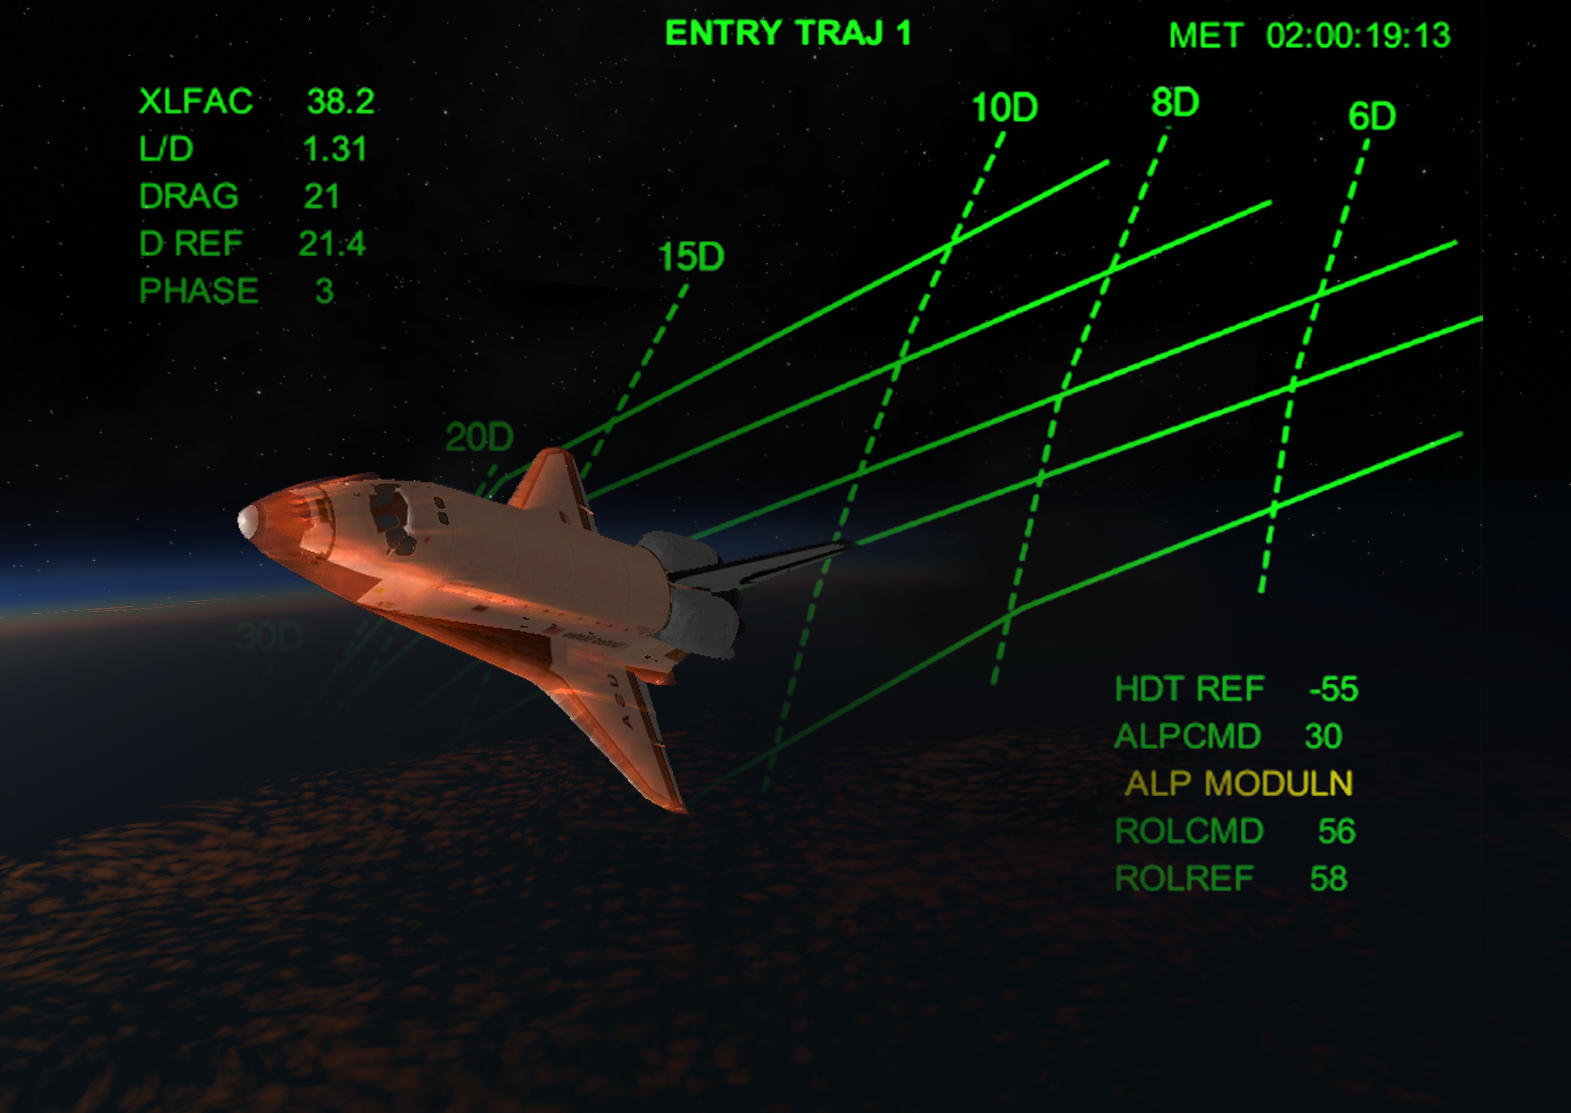 ENTRY TRAJ 1
MET 02:00:19:13
XLFAC 38.2
L/D 1.31
DRAG 21
D REF 21.4
PHASE 3
10D
8D
6D
15D
20D
30D
USA
HDT REF -55
ALPCMD 30
ALP MODULN
ROLCMD 56
ROLREF 58